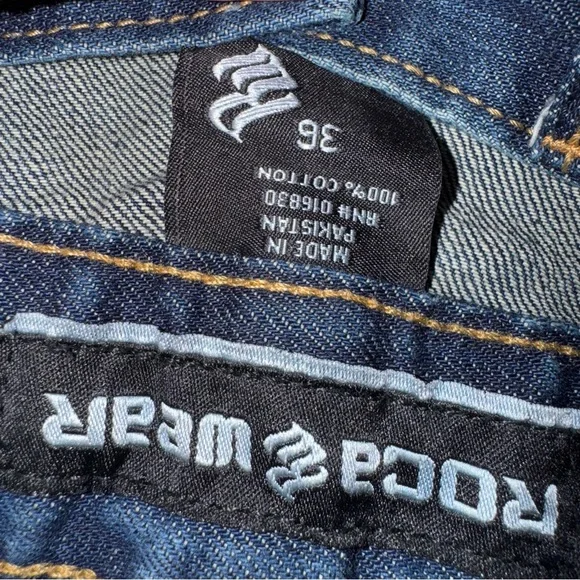 36
100% COTTON
RN# 016830
MADE IN
PAKISTAN
ROCA WEAR